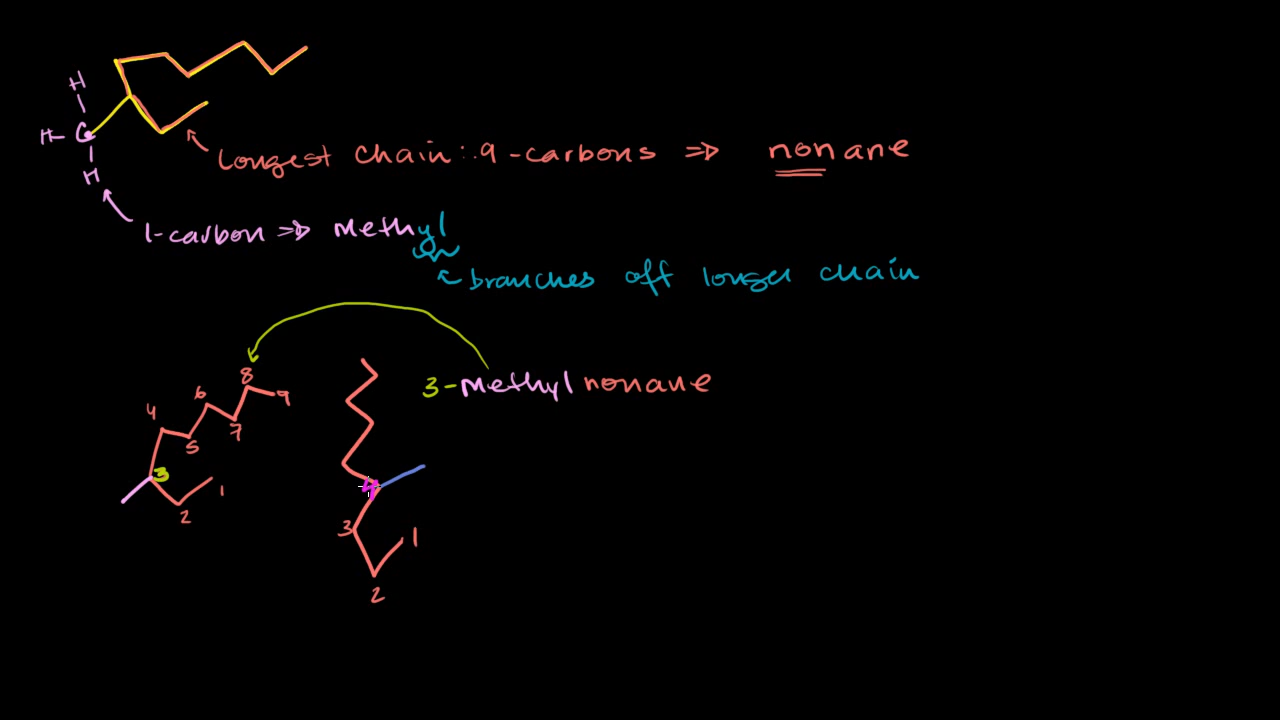 H
H C
H
longest chain: 9-carbons ⇒ nonane
1-carbon ⇒ methyl
branches off longer chain
3-methylnonane
4 6 8 9
5 7
3 1
2
4
3 1
2